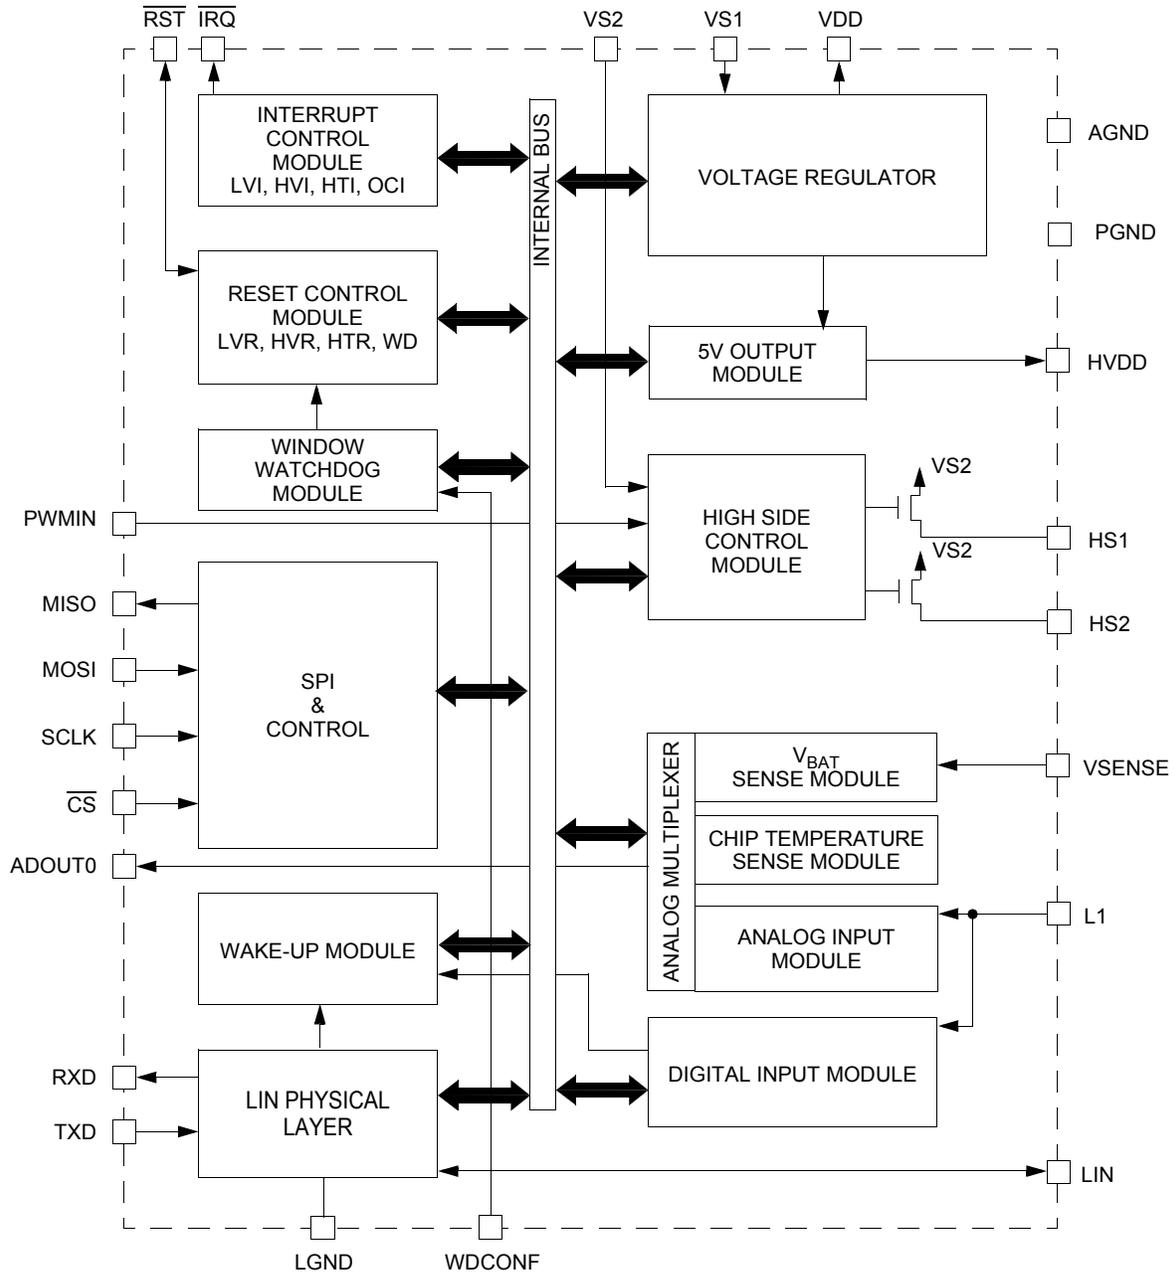 RST
IRQ
VS2
VS1
VDD
INTERRUPT
CONTROL
MODULE
LVI, HVI, HTI, OCI
INTERNAL BUS
VOLTAGE REGULATOR
AGND
PGND
RESET CONTROL
MODULE
LVR, HVR, HTR, WD
5V OUTPUT
MODULE
HVDD
WINDOW
WATCHDOG
MODULE
PWMIN
HIGH SIDE
CONTROL
MODULE
VS2
HS1
VS2
HS2
MISO
MOSI
SCLK
CS
SPI
&
CONTROL
ADOUT0
ANALOG MULTIPLEXER
VBAT
SENSE MODULE
VSENSE
CHIP TEMPERATURE
SENSE MODULE
ANALOG INPUT
MODULE
L1
WAKE-UP MODULE
DIGITAL INPUT MODULE
RXD
TXD
LIN PHYSICAL
LAYER
LIN
LGND
WDCONF